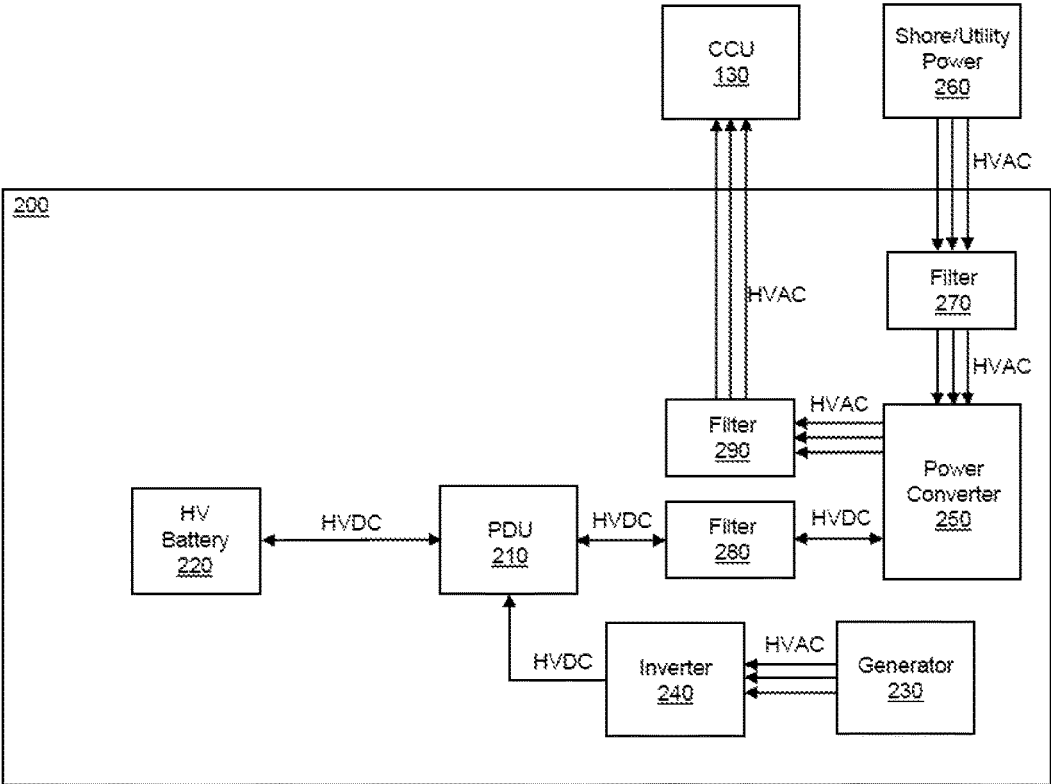 CCU
130
Shore/Utility
Power
260
HVAC
200
Filter
270
HVAC
HVAC
HVAC
Filter
290
Power
Converter
250
HV
Battery
220
HVDC
PDU
210
HVDC
Filter
280
HVDC
HVDC
Inverter
240
HVAC
Generator
230